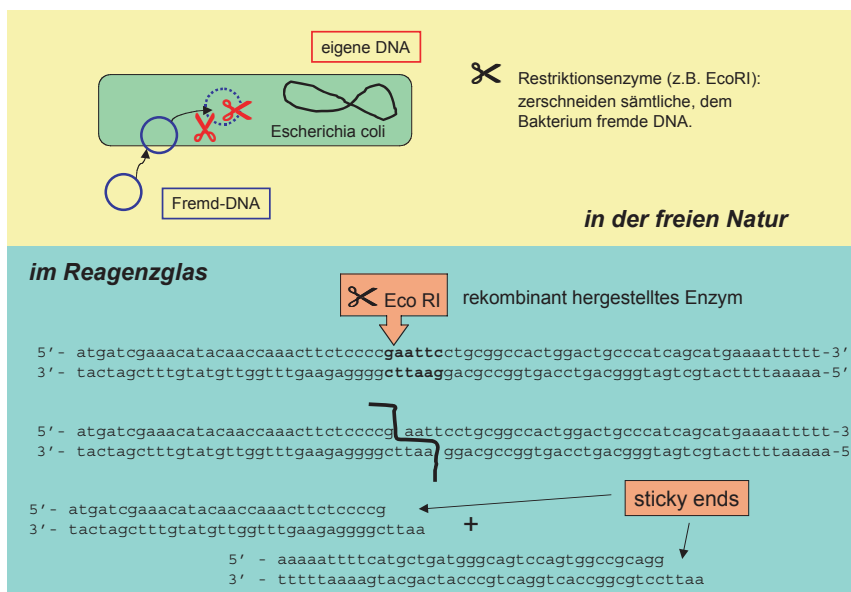 eigene DNA
Restriktionsenzyme (z.B. EcoRI):
zerschneiden sämtliche, dem
Bakterium fremde DNA.
Escherichia coli
Fremd-DNA
in der freien Natur
im Reagenzglas
Eco RI
rekombinant hergestelltes Enzym
5’- atgatcgaaacatacaaccaaacttctccccgaattcctgcggccactggactgcccatcagcatgaaaattttt-3’
3’- tactagctttgtatgttggtttgaagaggggcttaaggacgccggtgacctgacgggtagtcgtacttttaaaaa-5’
5’- atgatcgaaacatacaaccaaacttctccccg aattcctgcggccactggactgcccatcagcatgaaaattttt-3
3’- tactagctttgtatgttggtttgaagaggggcttaa ggacgccggtgacctgacgggtagtcgtacttttaaaaa-5
sticky ends
5’- atgatcgaaacatacaaccaaacttctccccg
3’- tactagctttgtatgttggtttgaagaggggcttaa
+
5’ - aaaaattttcatgctgatgggcagtccagtggccgcagg
3’ - tttttaaaagtacgactacccgtcaggtcaccggcgtccttaa